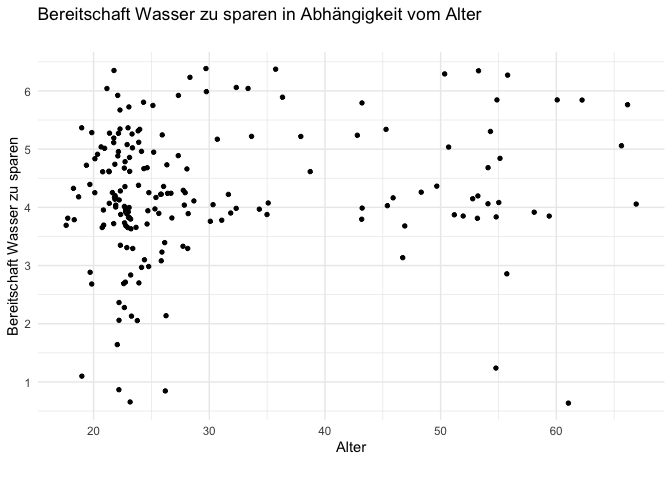 Bereitschaft Wasser zu sparen in Abhängigkeit vom Alter
Bereitschaft Wasser zu sparen
6
5
4
3
2
1
20 30 40 50 60
Alter